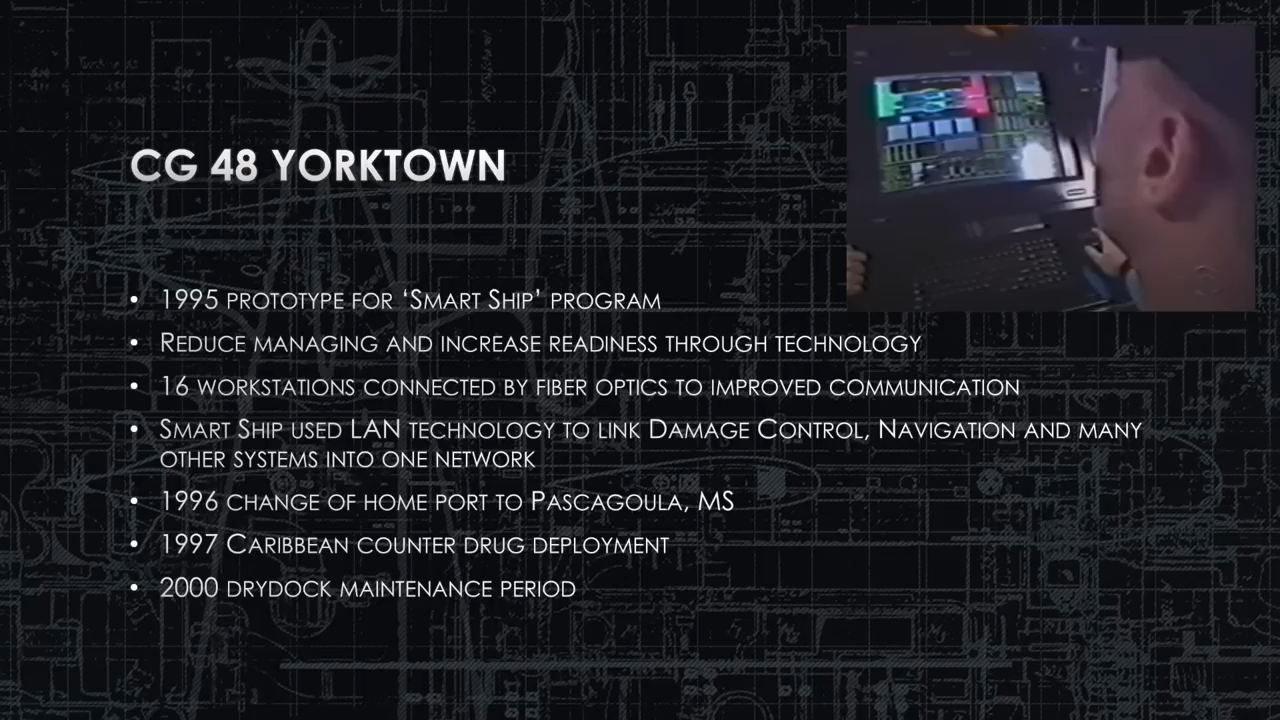 CG 48 YORKTOWN
• 1995 PROTOTYPE FOR ‘SMART SHIP’ PROGRAM
• REDUCE MANAGING AND INCREASE READINESS THROUGH TECHNOLOGY
• 16 WORKSTATIONS CONNECTED BY FIBER OPTICS TO IMPROVED COMMUNICATION
• SMART SHIP USED LAN TECHNOLOGY TO LINK DAMAGE CONTROL, NAVIGATION AND MANY
OTHER SYSTEMS INTO ONE NETWORK
• 1996 CHANGE OF HOME PORT TO PASCAGOULA, MS
• 1997 CARIBBEAN COUNTER DRUG DEPLOYMENT
• 2000 DRYDOCK MAINTENANCE PERIOD